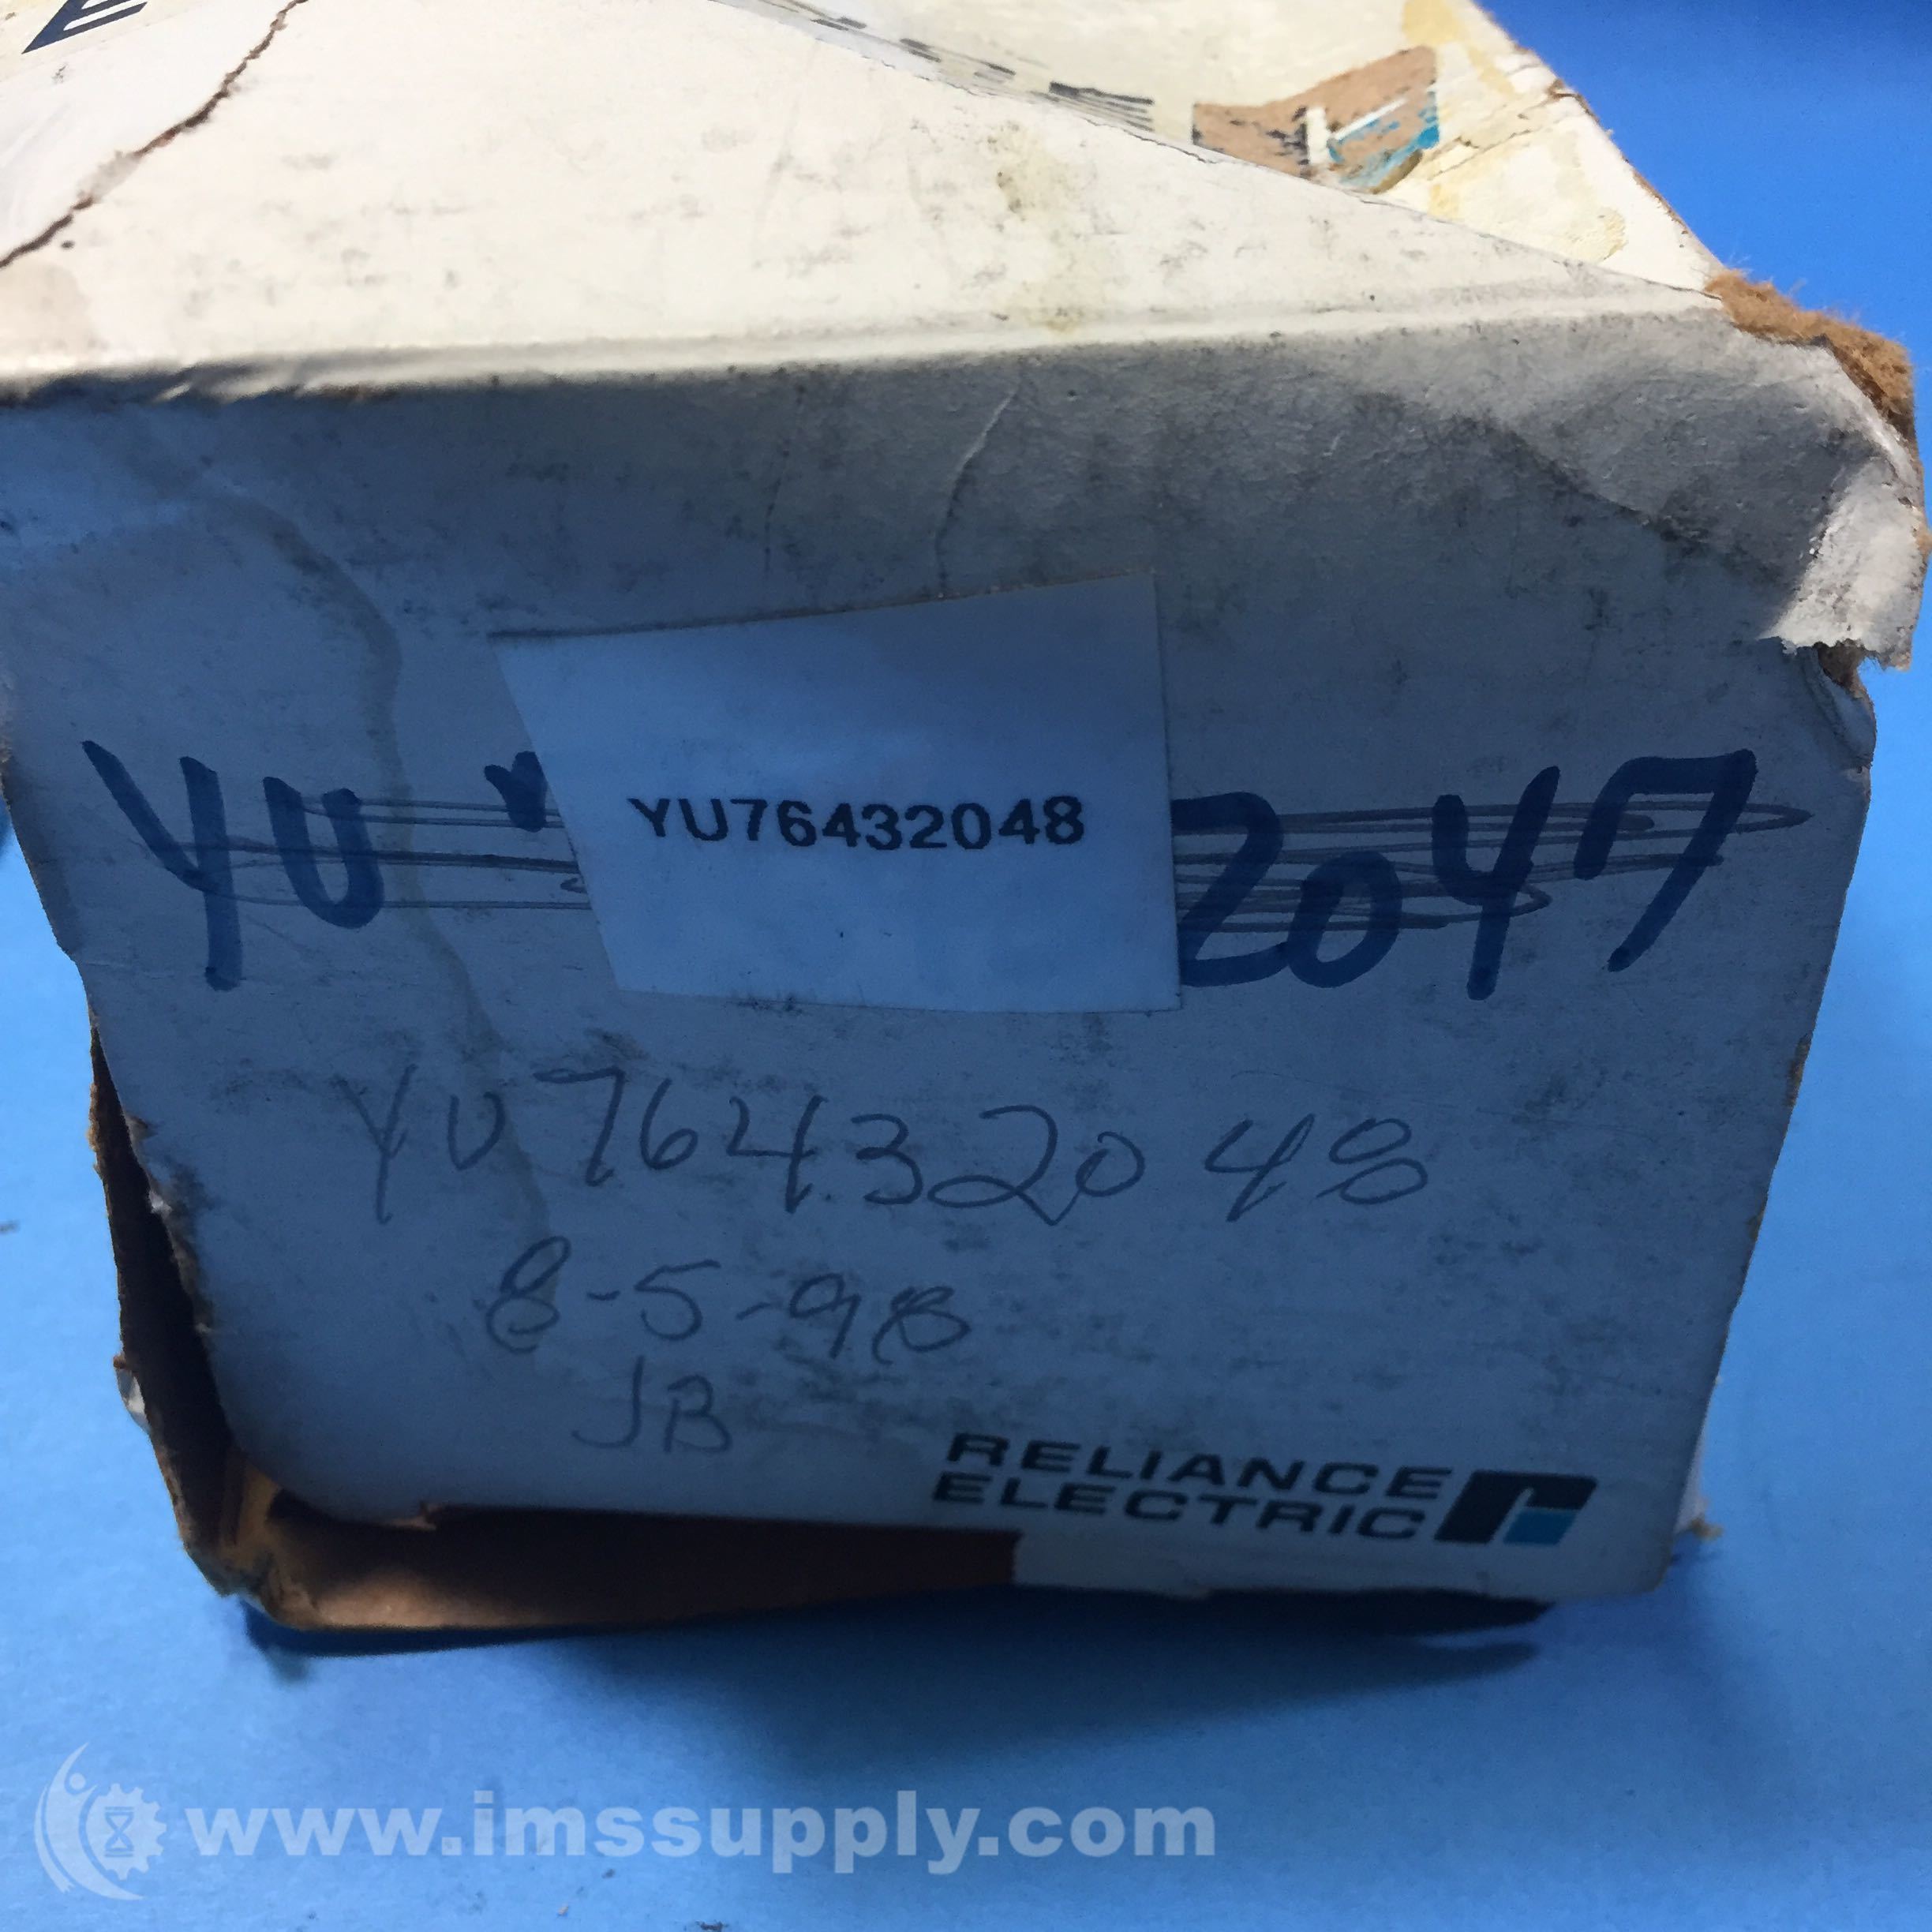 YU 2047
YU76432048
YU76432048
8-5-98
JB
RELIANCE
ELECTRIC
www.imssupply.com